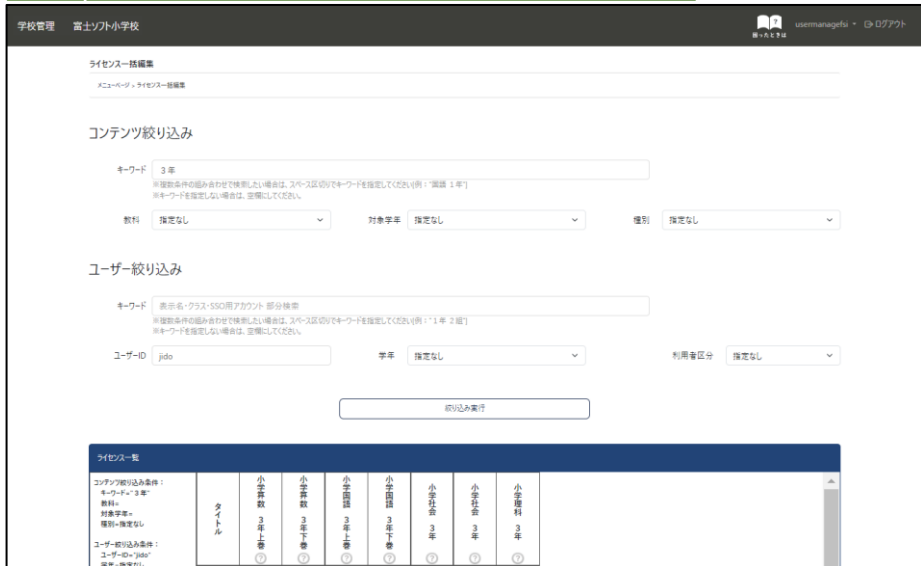 学校管理 富士ソフト小学校
困ったときは
usermanagefsi ログアウト
ライセンス一括編集
メニューページ > ライセンス一括編集
コンテンツ絞り込み
キーワード 3年
※複数条件の組み合わせで検索したい場合は、スペース区切りでキーワードを指定してください[例："国語 1年"]
※キーワードを指定しない場合は、空欄にしてください。
教科 指定なし 対象学年 指定なし 種別 指定なし
ユーザー絞り込み
キーワード 表示名・クラス・SSO用アカウント 部分検索
※複数条件の組み合わせで検索したい場合は、スペース区切りでキーワードを指定してください[例："1年 2組"]
※キーワードを指定しない場合は、空欄にしてください。
ユーザーID jido 学年 指定なし 利用者区分 指定なし
絞り込み実行
ライセンス一覧
コンテンツ絞り込み条件：
キーワード="3年"
教科=
対象学年=
種別=指定なし
ユーザー絞り込み条件：
ユーザーID="jido"
学年=指定なし
タイトル
小学算数 3年上巻
小学算数 3年下巻
小学国語 3年上巻
小学国語 3年下巻
小学社会 3年
小学社会 3年
小学理科 3年